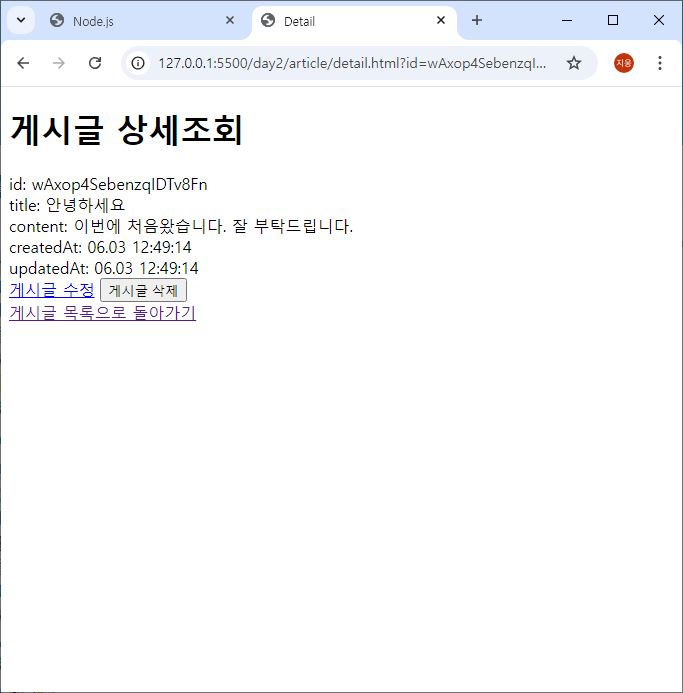 Node.js
Detail
127.0.0.1:5500/day2/article/detail.html?id=wAxop4SebenzqI...
지웅
게시글 상세조회
id: wAxop4SebenzqIDTv8Fn
title: 안녕하세요
content: 이번에 처음왔습니다. 잘 부탁드립니다.
createdAt: 06.03 12:49:14
updatedAt: 06.03 12:49:14
게시글 수정 게시글 삭제
게시글 목록으로 돌아가기